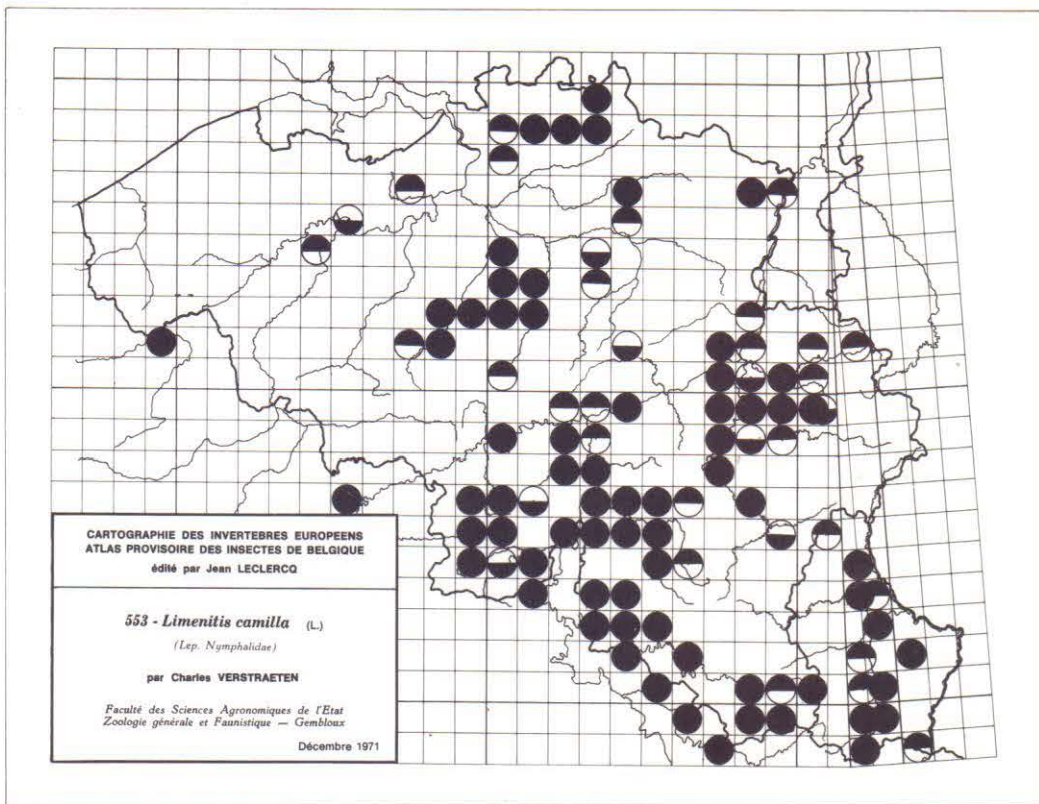 CARTOGRAPHIE DES INVERTEBRES EUROPEENS
ATLAS PROVISOIRE DES INSECTES DE BELGIQUE
édité par Jean LECLERCQ
553 - Limenitis camilla (L.)
(Lep. Nymphalidae)
par Charles VERSTRAETEN
Faculté des Sciences Agronomiques de l'Etat
Zoologie générale et Faunistique — Gembloux
Décembre 1971